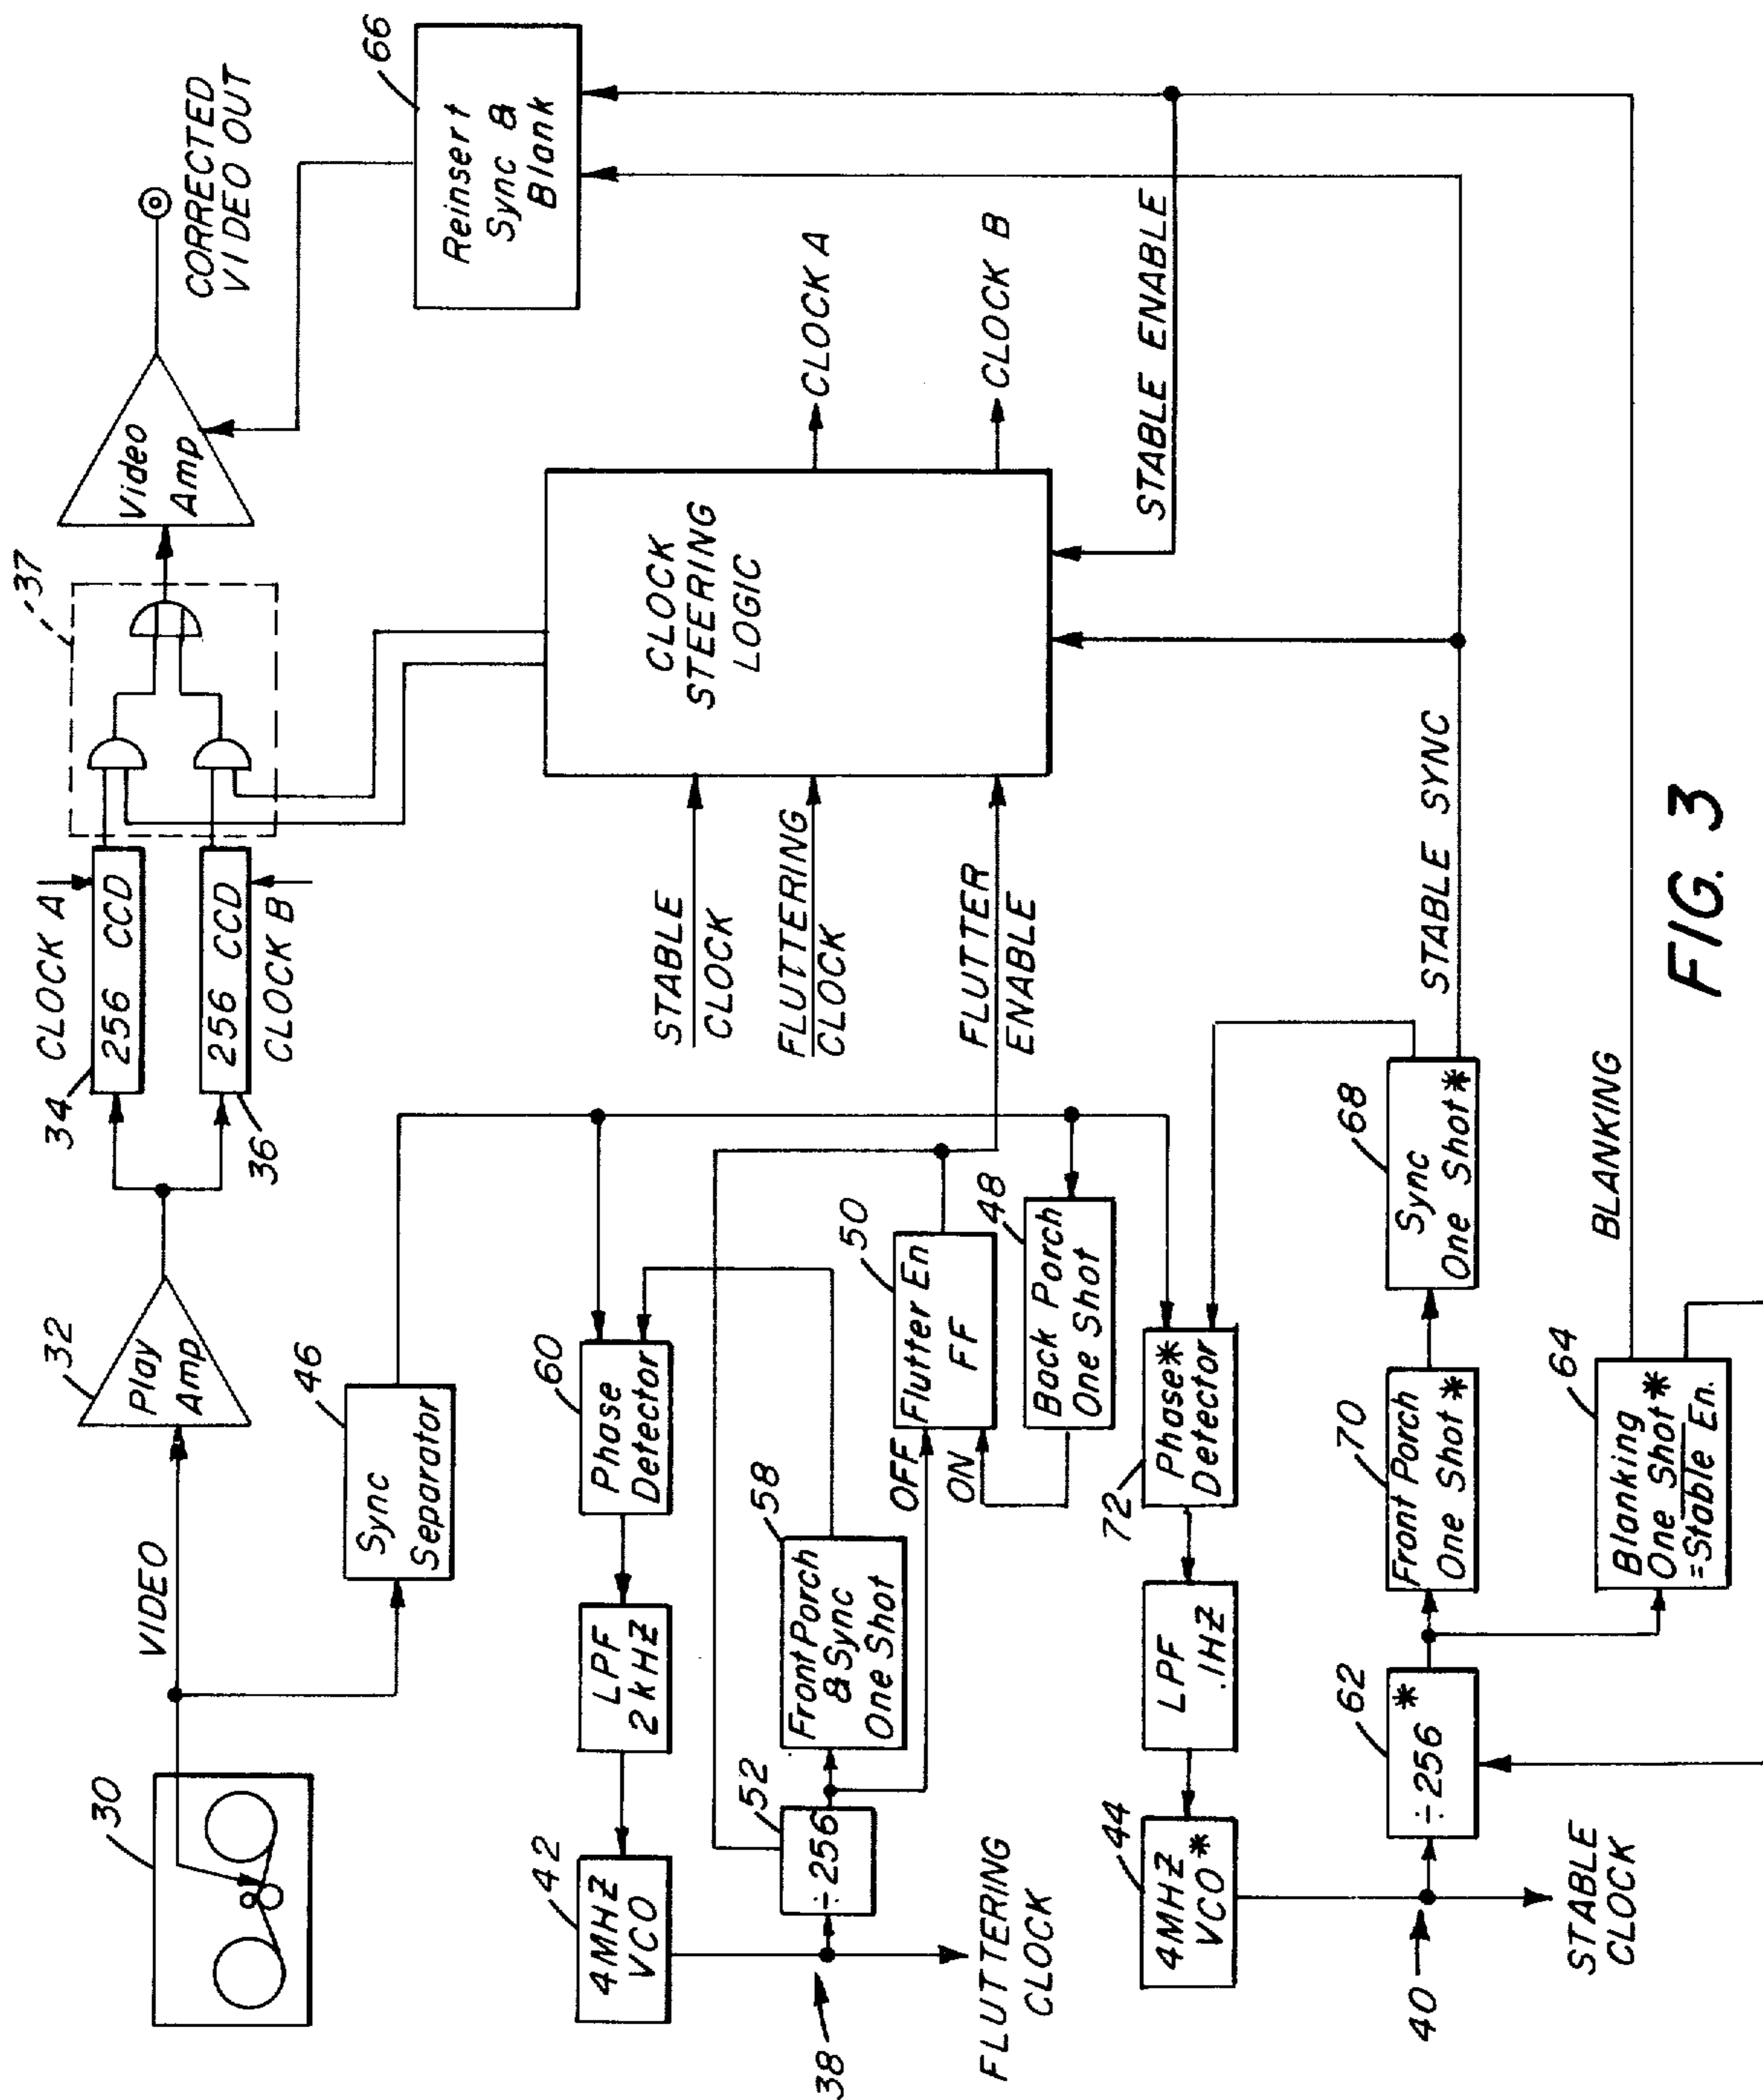 30
VIDEO
32
Play
Amp
34
CLOCK A
256 CCD
256 CCD
36
CLOCK B
37
Video
Amp
CORRECTED
VIDEO OUT
46
Sync
Separator
66
Reinsert
Sync &
Blank
42
4MHZ
VCO
LPF
2 kHZ
60
Phase
Detector
STABLE
CLOCK
FLUTTERING
CLOCK
FLUTTER
ENABLE
CLOCK
STEERING
LOGIC
CLOCK A
CLOCK B
38
52
÷256
58
Front Porch
& Sync
One Shot
OFF
ON
50
Flutter En
FF
48
Back Porch
One Shot
FLUTTERING
CLOCK
STABLE ENABLE
44
4MHZ
VCO*
LPF
.1HZ
72
Phase*
Detector
40
62
÷256*
70
Front Porch
One Shot*
68
Sync
One Shot*
STABLE SYNC
STABLE
CLOCK
64
Blanking
One Shot*
=Stable En.
BLANKING
FIG. 3